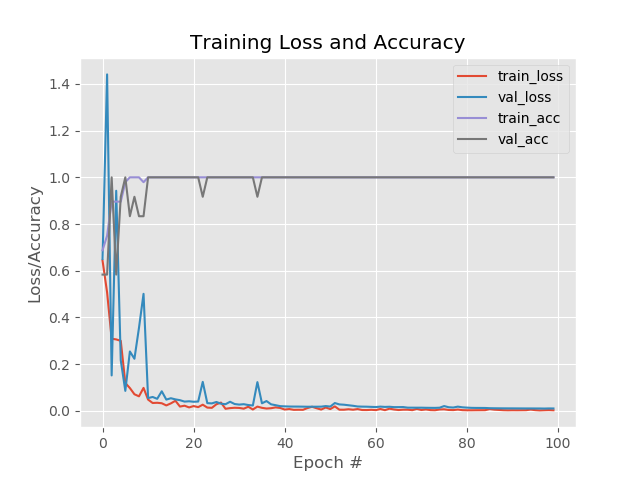 Training Loss and Accuracy
train_loss
val_loss
train_acc
val_acc
Loss/Accuracy
1.4
1.2
1.0
0.8
0.6
0.4
0.2
0.0
0 20 40 60 80 100
Epoch #